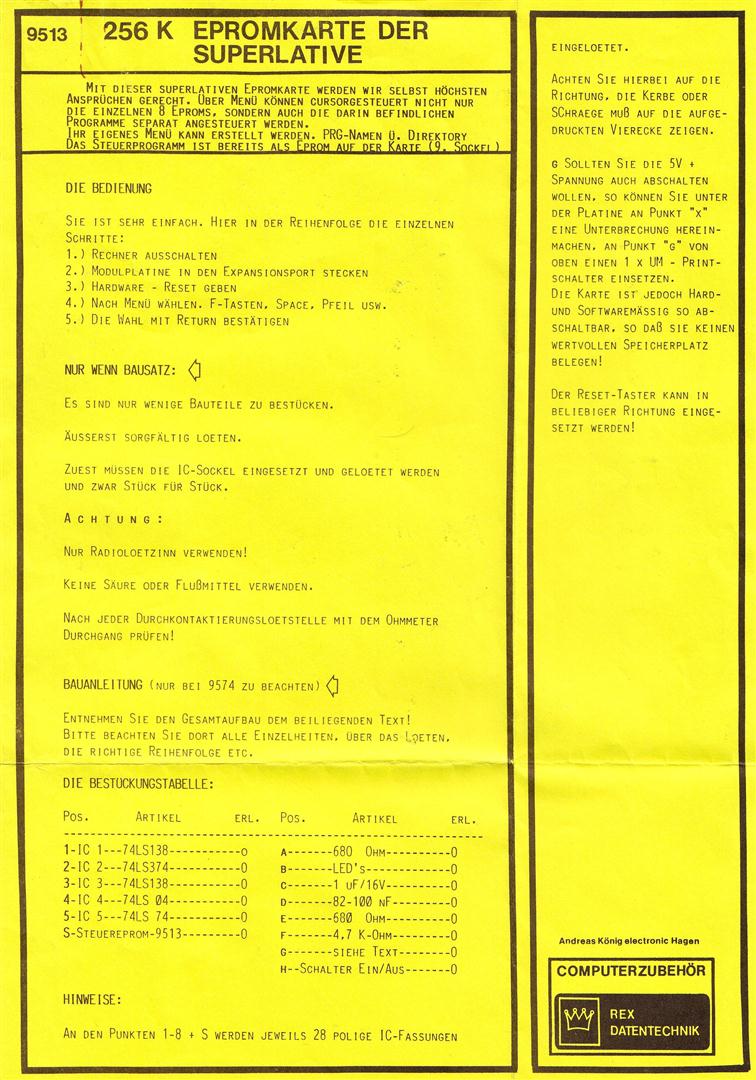 9513
256 K EPROMKARTE DER
SUPERLATIVE
MIT DIESER SUPERLATIVEN EPROMKARTE WERDEN WIR SELBST HÖCHSTEN
ANSPRÜCHEN GERECHT. ÜBER MENÜ KÖNNEN CURSORGESTEUERT NICHT NUR
DIE EINZELNEN 8 EPROMS, SONDERN AUCH DIE DARIN BEFINDLICHEN
PROGRAMME SEPARAT ANGESTEUERT WERDEN.
IHR EIGENES MENÜ KANN ERSTELLT WERDEN. PRG-NAMEN Ü. DIREKTORY
DAS STEUERPROGRAMM IST BEREITS ALS EPROM AUF DER KARTE (9. SOCKEL)
DIE BEDIENUNG
SIE IST SEHR EINFACH. HIER IN DER REIHENFOLGE DIE EINZELNEN
SCHRITTE:
1.) RECHNER AUSSCHALTEN
2.) MODULPLATINE IN DEN EXPANSIONSPORT STECKEN
3.) HARDWARE - RESET GEBEN
4.) NACH MENÜ WÄHLEN. F-TASTEN, SPACE, PFEIL USW.
5.) DIE WAHL MIT RETURN BESTÄTIGEN
NUR WENN BAUSATZ:
ES SIND NUR WENIGE BAUTEILE ZU BESTÜCKEN.
ÄUSSERST SORGFÄLTIG LOETEN.
ZUEST MÜSSEN DIE IC-SOCKEL EINGESETZT UND GELOETET WERDEN
UND ZWAR STÜCK FÜR STÜCK.
A C H T U N G :
NUR RADIOLOETZINN VERWENDEN!
KEINE SÄURE ODER FLUßMITTEL VERWENDEN.
NACH JEDER DURCHKONTAKTIERUNGSLOETSTELLE MIT DEM OHMMETER
DURCHGANG PRÜFEN!
BAUANLEITUNG (NUR BEI 9574 ZU BEACHTEN)
ENTNEHMEN SIE DEN GESAMTAUFBAU DEM BEILIEGENDEN TEXT!
BITTE BEACHTEN SIE DORT ALLE EINZELHEITEN, ÜBER DAS LOETEN,
DIE RICHTIGE REIHENFOLGE ETC.
DIE BESTÜCKUNGSTABELLE:
POS. ARTIKEL ERL. POS. ARTIKEL ERL.
1-IC 1---74LS138----------O A-------680 OHM---------O
2-IC 2---74LS374----------O B-------LED'S-----------O
3-IC 3---74LS138----------O C-------1 UF/16V--------O
4-IC 4---74LS 04----------O D-------82-100 NF-------O
5-IC 5---74LS 74----------O E-------680 OHM---------O
S-STEUEREPROM-9513--------O F-------4,7 K-OHM-------O
G-------SIEHE TEXT------O
H--SCHALTER EIN/AUS-------O
HINWEISE:
AN DEN PUNKTEN 1-8 + S WERDEN JEWEILS 28 POLIGE IC-FASSUNGEN
EINGELOETET.
ACHTEN SIE HIERBEI AUF DIE
RICHTUNG, DIE KERBE ODER
SCHRAEGE MUß AUF DIE AUFGE-
DRUCKTEN VIERECKE ZEIGEN.
G SOLLTEN SIE DIE 5V +
SPANNUNG AUCH ABSCHALTEN
WOLLEN, SO KÖNNEN SIE UNTER
DER PLATINE AN PUNKT "X"
EINE UNTERBRECHUNG HEREIN-
MACHEN, AN PUNKT "G" VON
OBEN EINEN 1 X UM - PRINT-
SCHALTER EINSETZEN.
DIE KARTE IST JEDOCH HARD-
UND SOFTWAREMÄSSIG SO AB-
SCHALTBAR, SO DAß SIE KEINEN
WERTVOLLEN SPEICHERPLATZ
BELEGEN!
DER RESET-TASTER KANN IN
BELIEBIGER RICHTUNG EINGE-
SETZT WERDEN!
Andreas König electronic Hagen
COMPUTERZUBEHÖR
REX
DATENTECHNIK